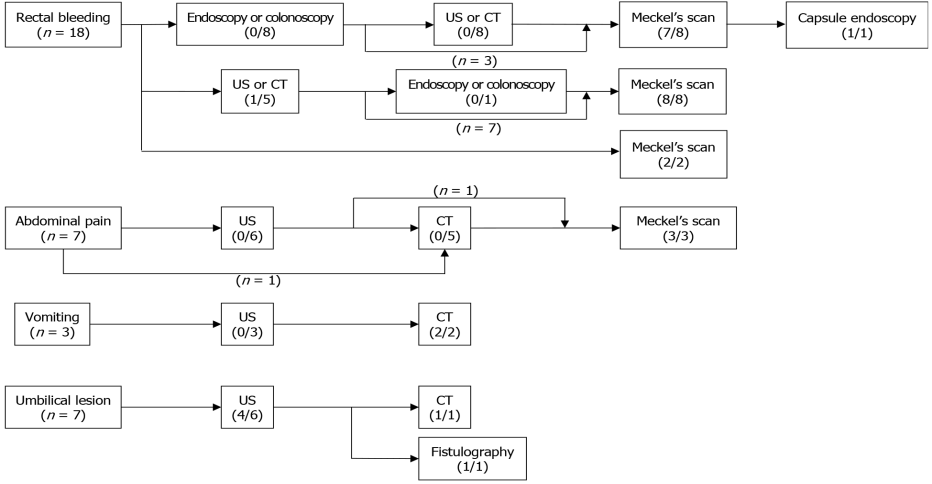 Rectal bleeding
(n = 18)
Endoscopy or colonoscopy
(0/8)
US or CT
(0/8)
Meckel's scan
(7/8)
Capsule endoscopy
(1/1)
(n = 3)
US or CT
(1/5)
Endoscopy or colonoscopy
(0/1)
Meckel's scan
(8/8)
(n = 7)
Meckel's scan
(2/2)
(n = 1)
Abdominal pain
(n = 7)
US
(0/6)
CT
(0/5)
Meckel's scan
(3/3)
(n = 1)
Vomiting
(n = 3)
US
(0/3)
CT
(2/2)
Umbilical lesion
(n = 7)
US
(4/6)
CT
(1/1)
Fistulography
(1/1)